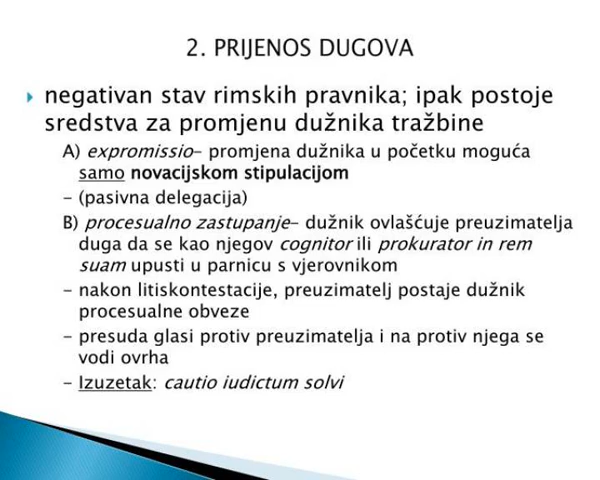 2. PRIJENOS DUGOVA
negativan stav rimskih pravnika; ipak postoje
sredstva za promjenu dužnika tražbine
A) expromissio– promjena dužnika u početku moguća
samo novacijskom stipulacijom
– (pasivna delegacija)
B) procesualno zastupanje– dužnik ovlašćuje preuzimatelja
duga da se kao njegov cognitor ili prokurator in rem
suam upusti u parnicu s vjerovnikom
– nakon litiskontestacije, preuzimatelj postaje dužnik
procesualne obveze
– presuda glasi protiv preuzimatelja i na protiv njega se
vodi ovrha
– Izuzetak: cautio iudictum solvi